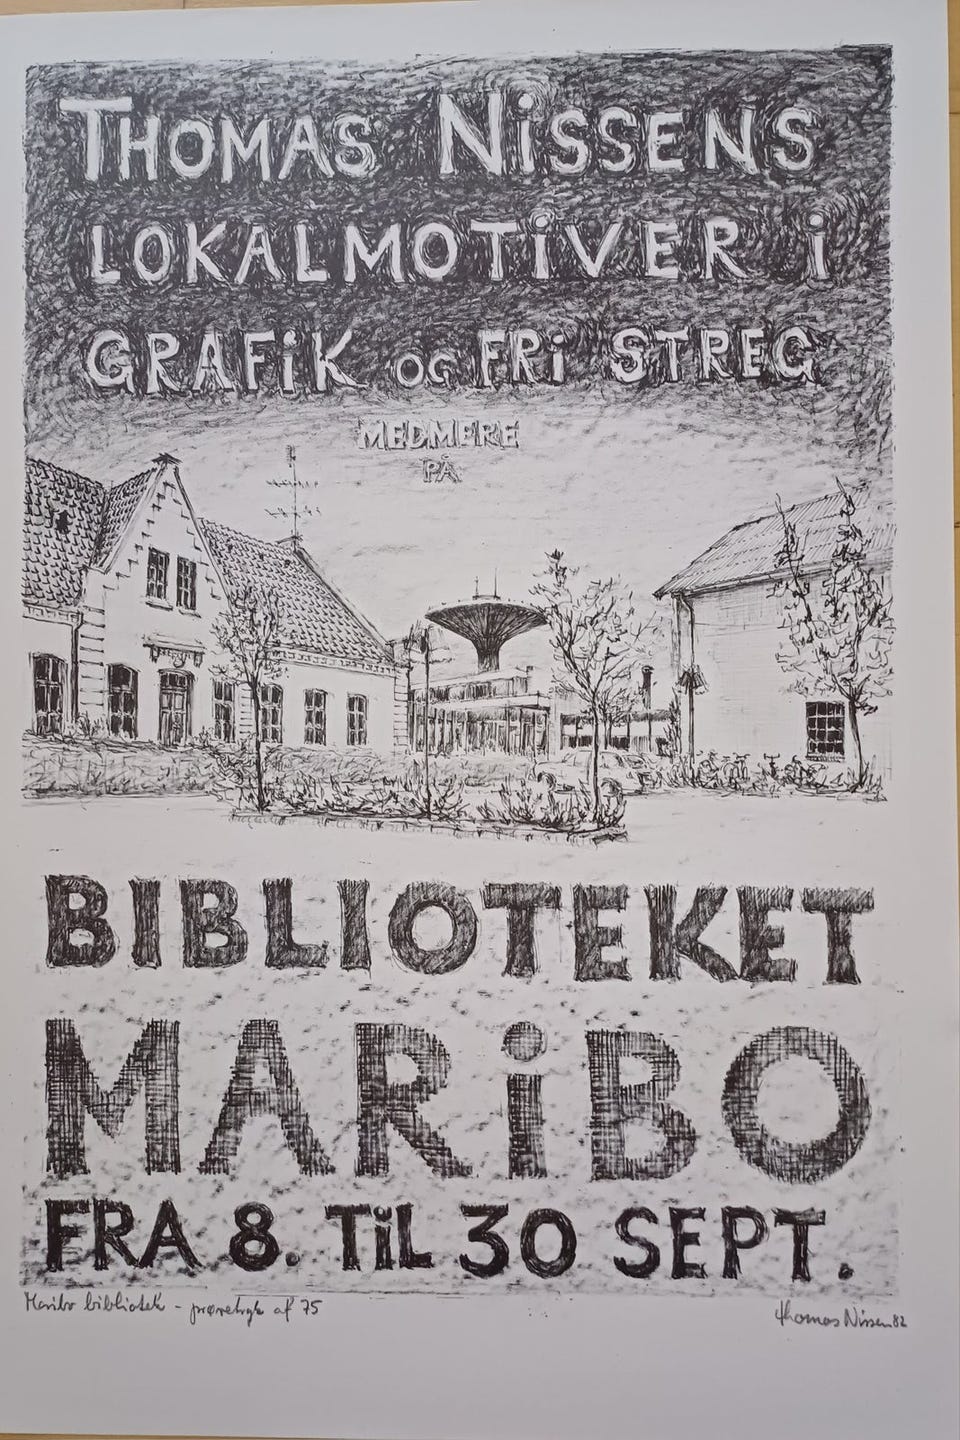 THOMAS NiSSENS
LOKALMOTiVER i
GRAFiK OG FRi STREG
MEDMERE
PÅ
BIBLIOTEKET
MARiBO
FRA 8. TiL 30 SEPT.
Maribo bibliotek - prøvetryk af 75
Thomas Nissen 82